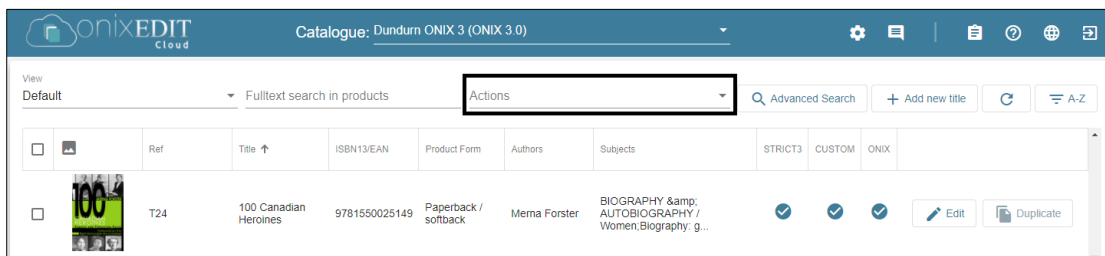 onixEDIT
Cloud
Catalogue: Dundurn ONIX 3 (ONIX 3.0)
View
Default
Fulltext search in products
Actions
Advanced Search
+ Add new title
A-Z
Ref
Title ↑
ISBN13/EAN
Product Form
Authors
Subjects
STRICT3
CUSTOM
ONIX
100
T24
100 Canadian
Heroines
9781550025149
Paperback /
softback
Merna Forster
BIOGRAPHY &amp;
AUTOBIOGRAPHY /
Women;Biography: g...
Edit
Duplicate